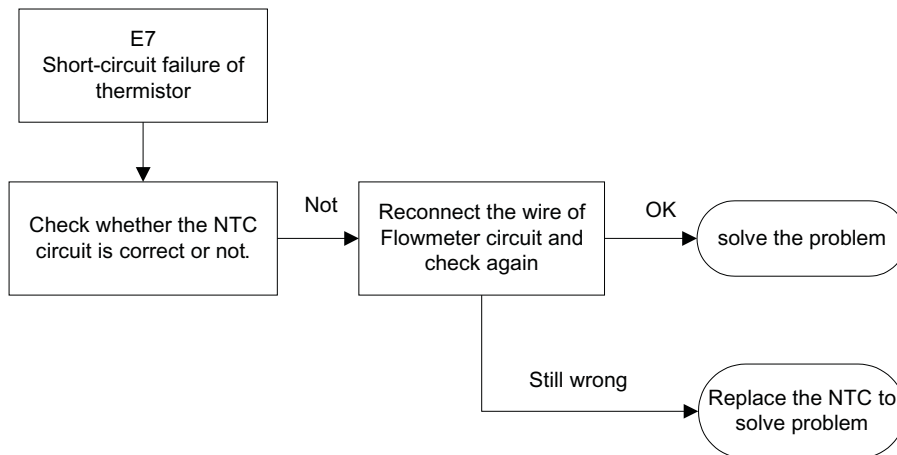 E7
Short-circuit failure of
thermistor
Check whether the NTC
circuit is correct or not.
Not
Reconnect the wire of
Flowmeter circuit and
check again
OK
solve the problem
Still wrong
Replace the NTC to
solve problem